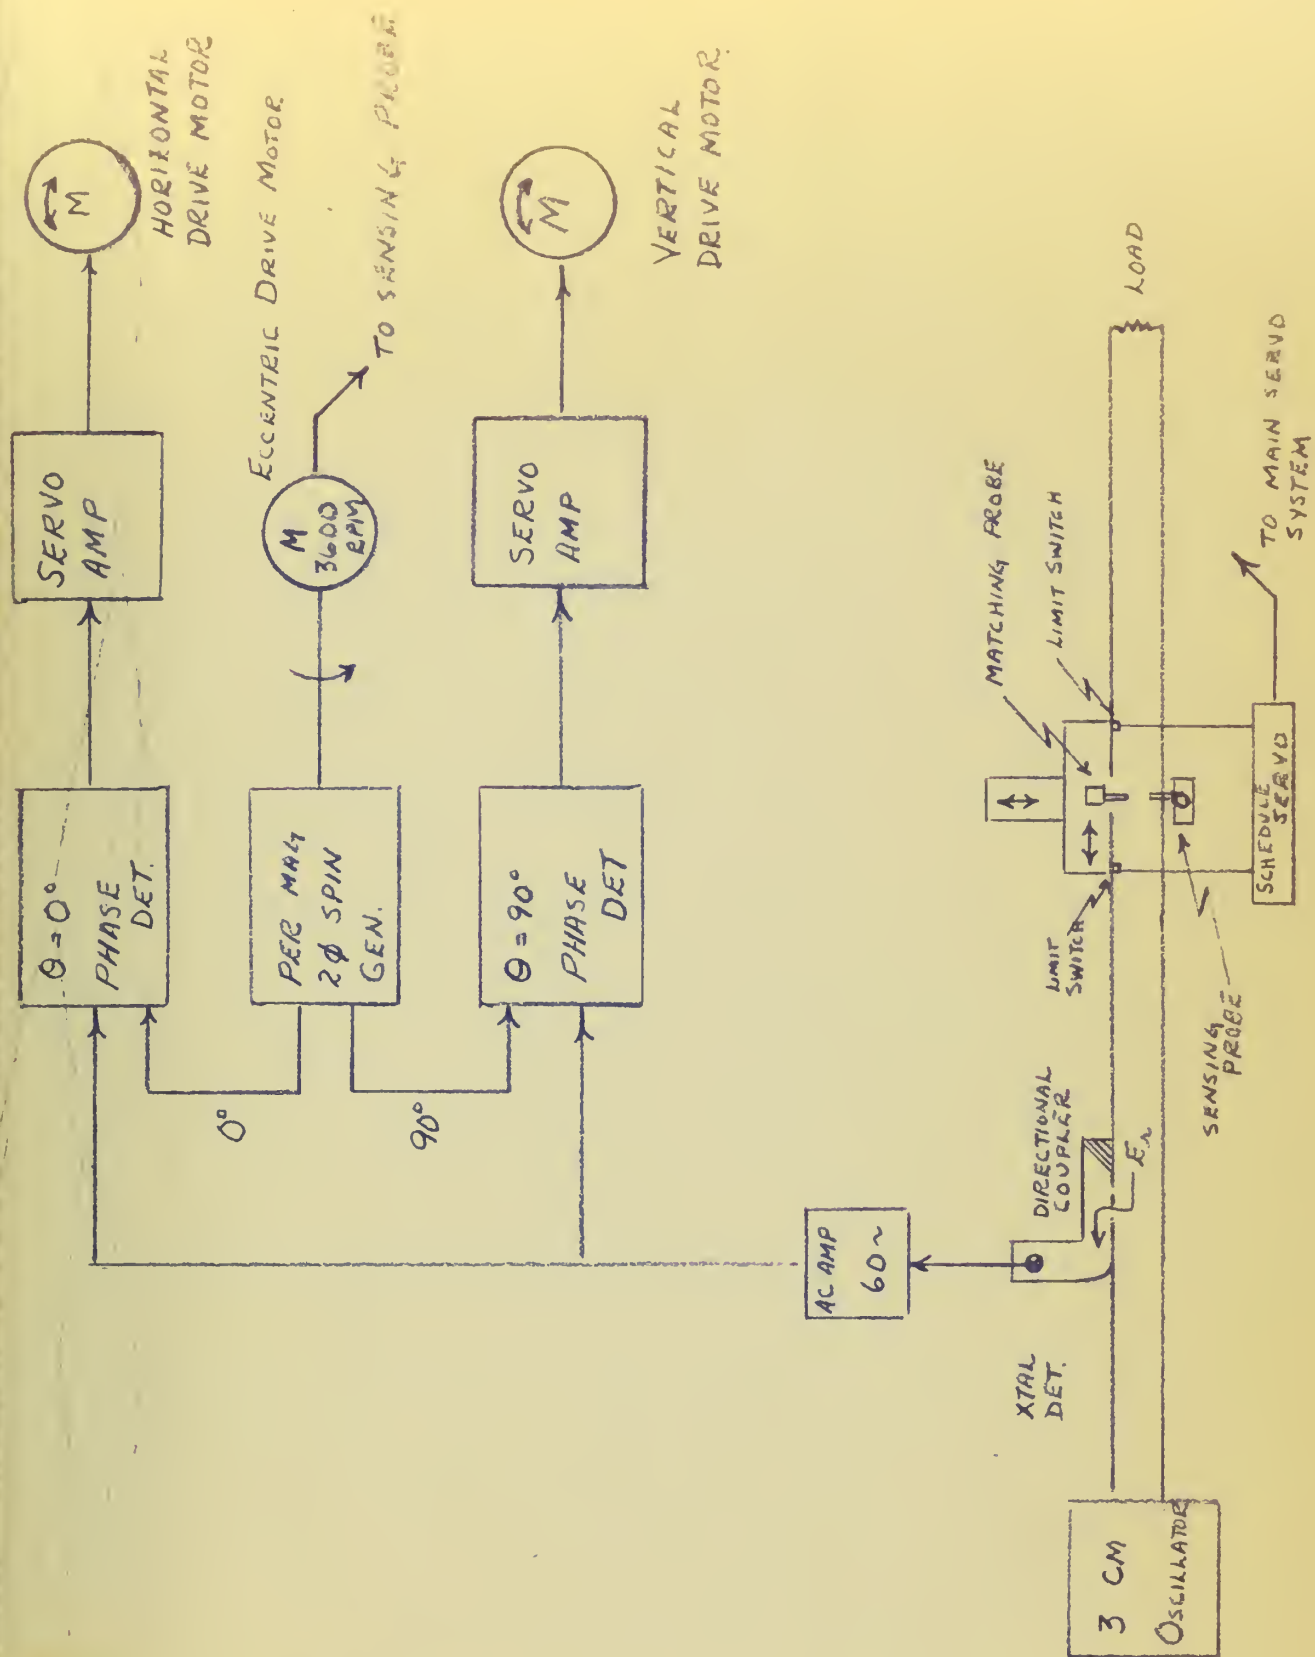 θ = 0°
PHASE
DET.
SERVO
AMP
M
HORIZONTAL
DRIVE MOTOR
0°
PER MAG
2φ SPIN
GEN.
M
3600
RPM
ECCENTRIC DRIVE MOTOR
TO SENSING PROBE
90°
θ = 90°
PHASE
DET
SERVO
AMP
M
VERTICAL
DRIVE MOTOR.
AC AMP
60~
XTAL
DET.
DIRECTIONAL
COUPLER
Er
LIMIT
SWITCH
MATCHING PROBE
LIMIT SWITCH
LOAD
3 CM
OSCILLATOR
SENSING
PROBE
SCHEDULE
SERVO
TO MAIN SERVO
SYSTEM